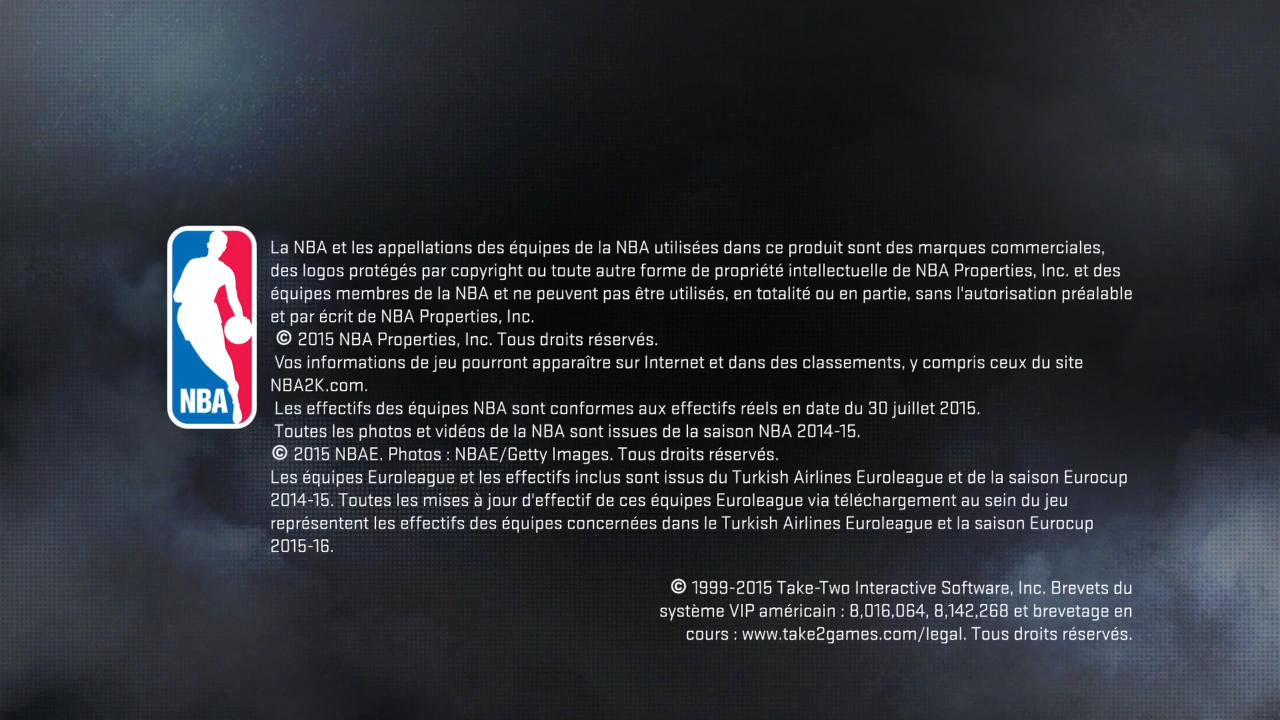 NBA
La NBA et les appellations des équipes de la NBA utilisées dans ce produit sont des marques commerciales,
des logos protégés par copyright ou toute autre forme de propriété intellectuelle de NBA Properties, Inc. et des
équipes membres de la NBA et ne peuvent pas être utilisés, en totalité ou en partie, sans l'autorisation préalable
et par écrit de NBA Properties, Inc.
© 2015 NBA Properties, Inc. Tous droits réservés.
Vos informations de jeu pourront apparaître sur Internet et dans des classements, y compris ceux du site
NBA2K.com.
Les effectifs des équipes NBA sont conformes aux effectifs réels en date du 30 juillet 2015.
Toutes les photos et vidéos de la NBA sont issues de la saison NBA 2014-15.
© 2015 NBAE. Photos : NBAE/Getty Images. Tous droits réservés.
Les équipes Euroleague et les effectifs inclus sont issus du Turkish Airlines Euroleague et de la saison Eurocup
2014-15. Toutes les mises à jour d'effectif de ces équipes Euroleague via téléchargement au sein du jeu
représentent les effectifs des équipes concernées dans le Turkish Airlines Euroleague et la saison Eurocup
2015-16.
© 1999-2015 Take-Two Interactive Software, Inc. Brevets du
système VIP américain : 8,016,064, 8,142,268 et brevetage en
cours : www.take2games.com/legal. Tous droits réservés.